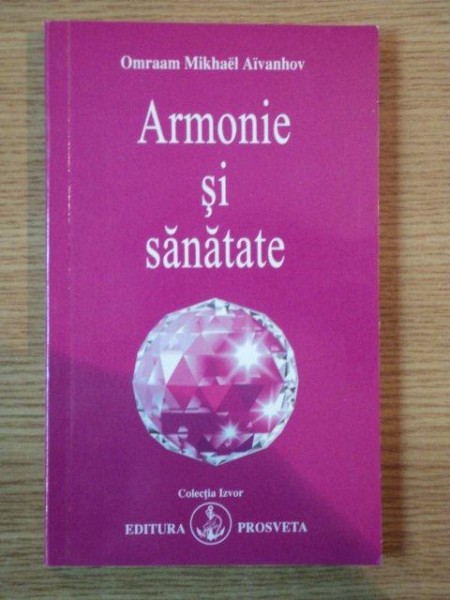 Omraam Mikhaël Aïvanhov
Armonie
şi
sănătate
Colecţia Izvor
EDITURA PROSVETA